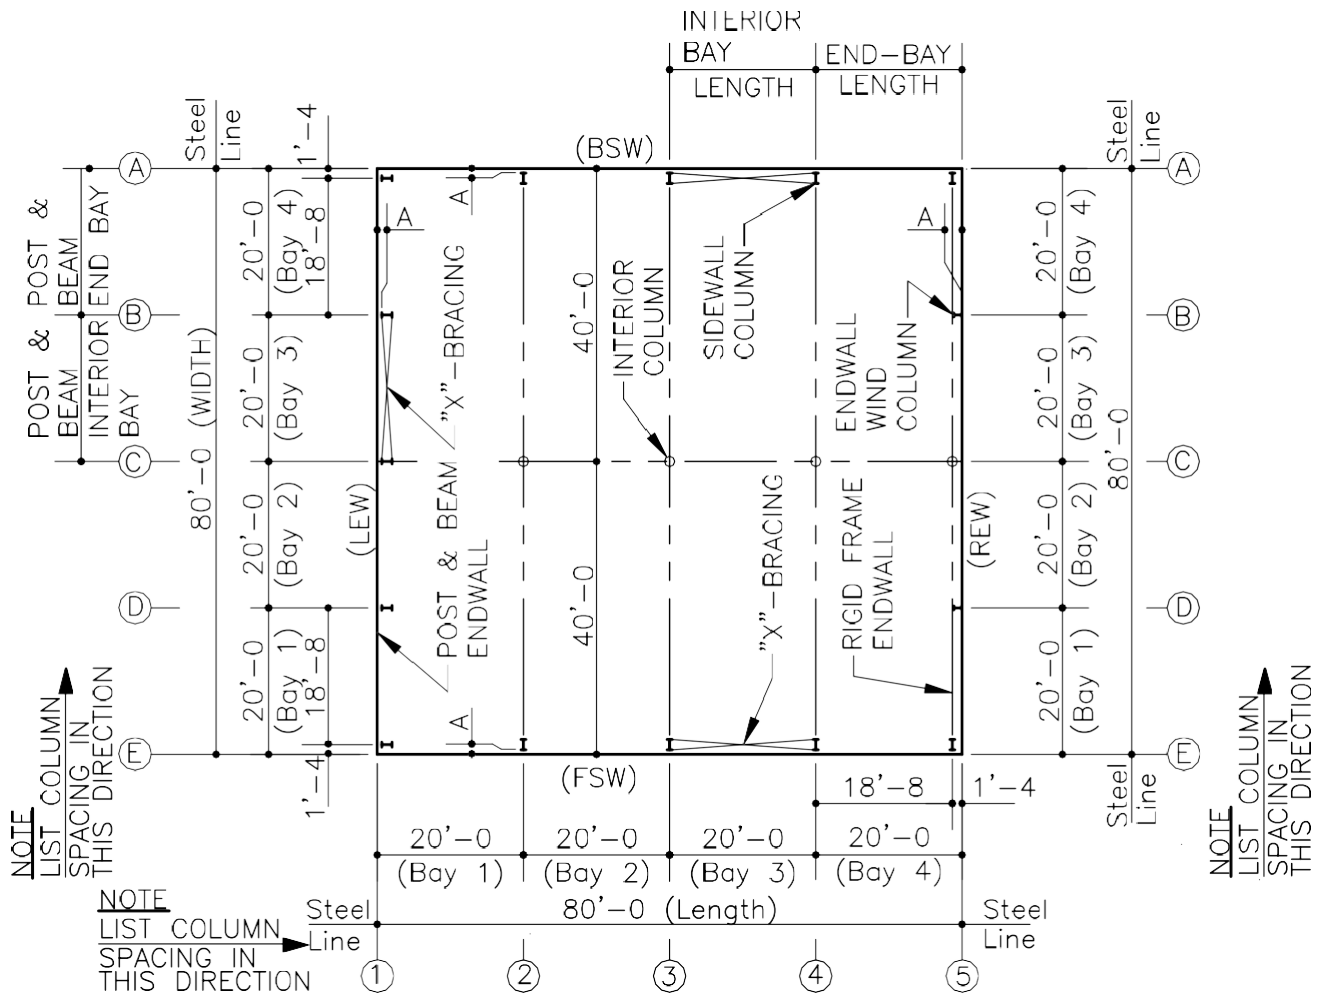 INTERIOR
BAY
LENGTH
END-BAY
LENGTH
Steel
Line
1'-4
(BSW)
Steel
Line
A
A
POST &
BEAM
END BAY
20'-0
(Bay 4)
18'-8
A
A
"X"-BRACING
40'-0
INTERIOR
COLUMN
SIDEWALL
COLUMN
A
ENDWALL
WIND
COLUMN
20'-0
(Bay 4)
B
B
POST &
BEAM
INTERIOR
BAY
80'-0 (WIDTH)
20'-0
(Bay 3)
20'-0
(Bay 3)
80'-0
C
C
(LEW)
20'-0
(Bay 2)
POST & BEAM
ENDWALL
40'-0
"X"-BRACING
RIGID FRAME
ENDWALL
(REW)
20'-0
(Bay 2)
D
D
20'-0
(Bay 1)
18'-8
A
20'-0
(Bay 1)
E
E
1'-4
(FSW)
18'-8
1'-4
Steel
Line
NOTE
LIST COLUMN
SPACING IN
THIS DIRECTION
NOTE
LIST COLUMN
SPACING IN
THIS DIRECTION
20'-0
(Bay 1)
20'-0
(Bay 2)
20'-0
(Bay 3)
20'-0
(Bay 4)
NOTE
LIST COLUMN
SPACING IN
THIS DIRECTION
Steel
Line
80'-0 (Length)
Steel
Line
1
2
3
4
5